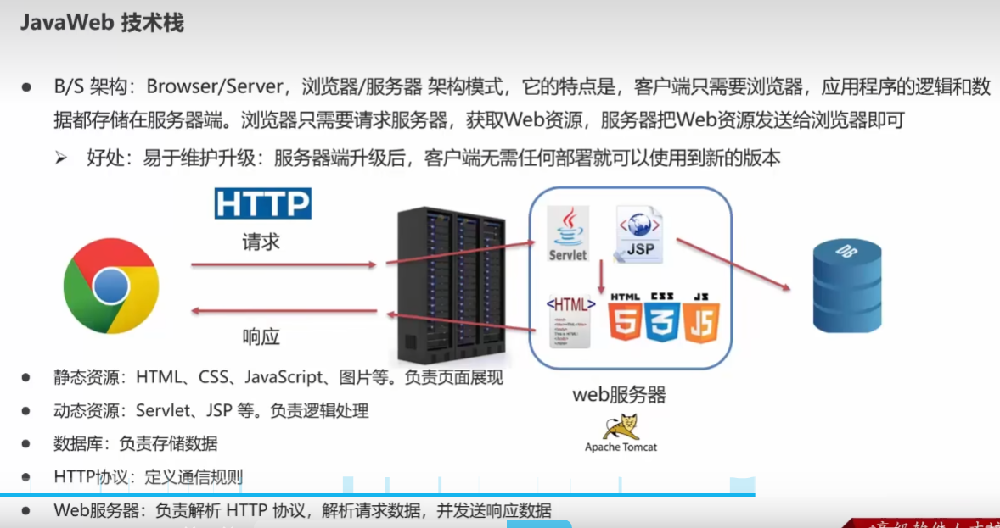 JavaWeb 技术栈
● B/S 架构：Browser/Server，浏览器/服务器 架构模式，它的特点是，客户端只需要浏览器，应用程序的逻辑和数
据都存储在服务器端。浏览器只需要请求服务器，获取Web资源，服务器把Web资源发送给浏览器即可
➢ 好处：易于维护升级：服务器端升级后，客户端无需任何部署就可以使用到新的版本
HTTP
请求
响应
Servlet
JSP
<HTML>
HTML CSS JS
5 3 JS
DB
web服务器
Apache Tomcat
● 静态资源：HTML、CSS、JavaScript、图片等。负责页面展现
● 动态资源：Servlet、JSP 等。负责逻辑处理
● 数据库：负责存储数据
● HTTP协议：定义通信规则
● Web服务器：负责解析 HTTP 协议，解析请求数据，并发送响应数据